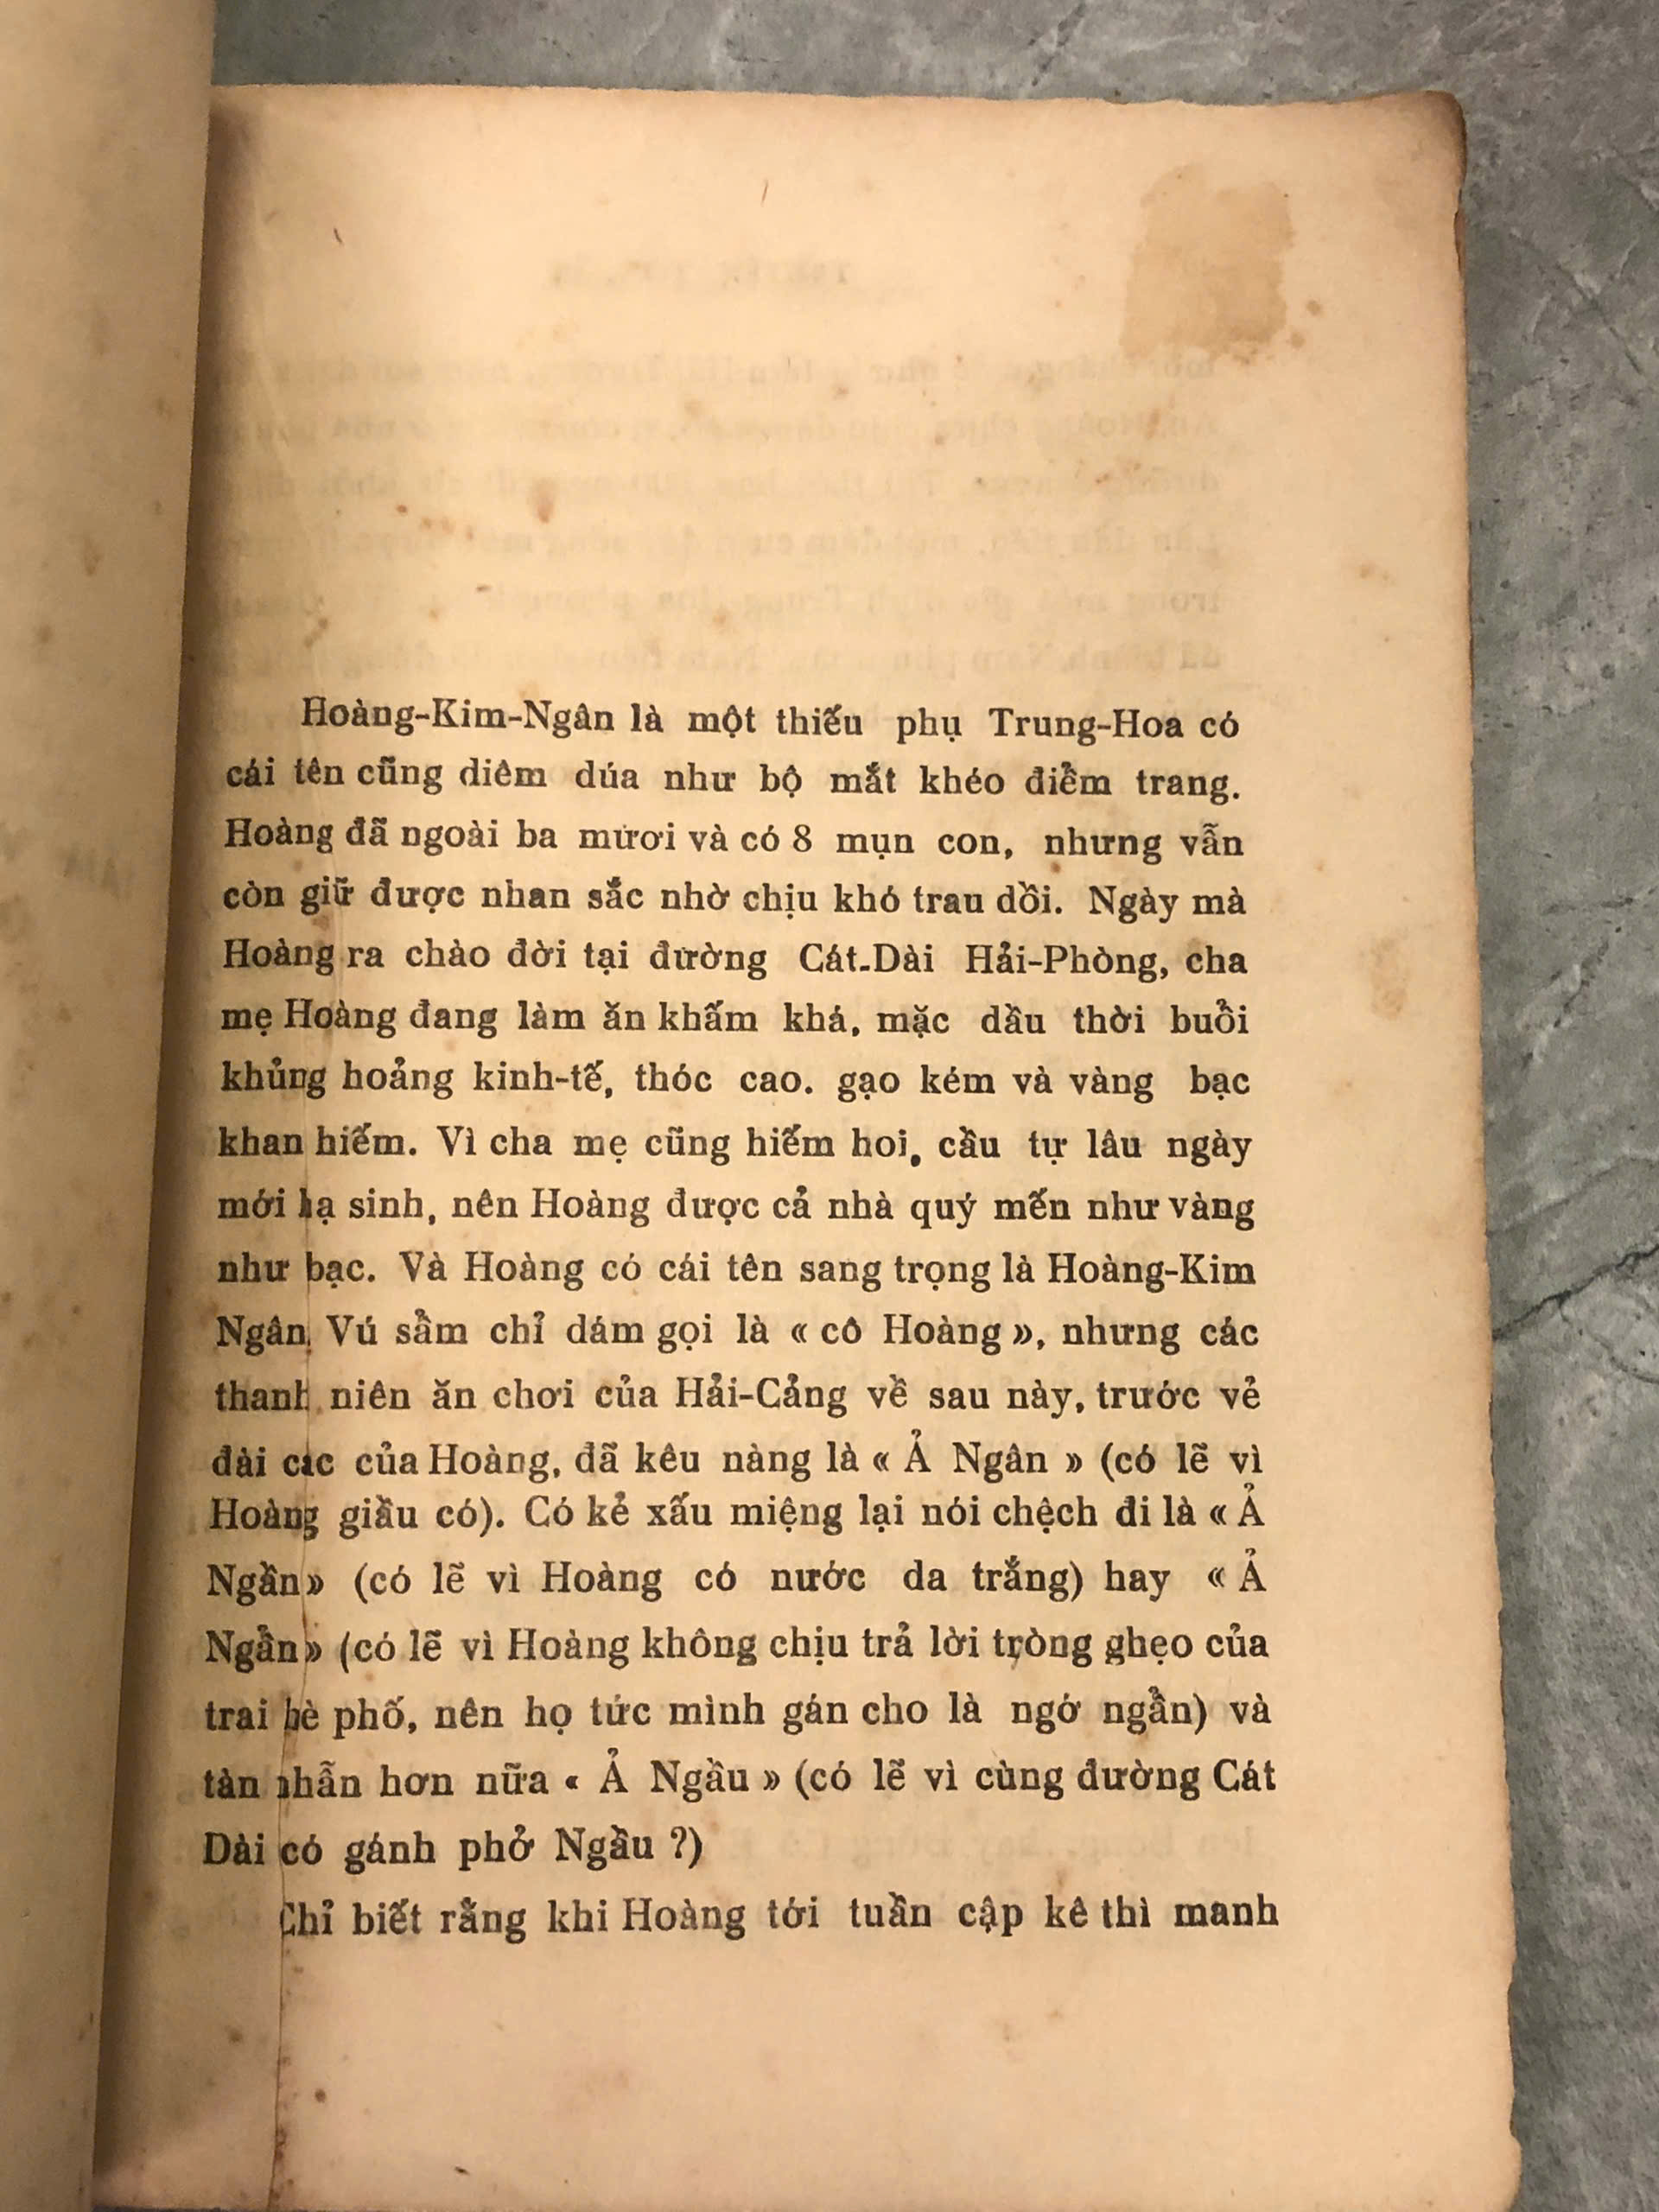 Hoàng-Kim-Ngân là một thiếu phụ Trung-Hoa có
cái tên cũng diêm dúa như bộ mắt khéo điểm trang.
Hoàng đã ngoài ba mươi và có 8 mụn con, nhưng vẫn
còn giữ được nhan sắc nhờ chịu khó trau dồi. Ngày mà
Hoàng ra chào đời tại đường Cát-Dài Hải-Phòng, cha
mẹ Hoàng đang làm ăn khấm khá, mặc dầu thời buổi
khủng hoảng kinh-tế, thóc cao. gạo kém và vàng bạc
khan hiếm. Vì cha mẹ cũng hiếm hoi, cầu tự lâu ngày
mới hạ sinh, nên Hoàng được cả nhà quý mến như vàng
như bạc. Và Hoàng có cái tên sang trọng là Hoàng-Kim
Ngân. Vú sẩm chỉ dám gọi là « cô Hoàng », nhưng các
thanh niên ăn chơi của Hải-Cảng về sau này, trước vẻ
đài các của Hoàng, đã kêu nàng là « Ả Ngân » (có lẽ vì
Hoàng giầu có). Có kẻ xấu miệng lại nói chệch đi là « Ả
Ngần» (có lẽ vì Hoàng có nước da trắng) hay « Ả
Ngẩn» (có lẽ vì Hoàng không chịu trả lời tròng ghẹo của
trai hè phố, nên họ tức mình gán cho là ngớ ngẩn) và
tàn nhẫn hơn nữa « Ả Ngầu » (có lẽ vì cùng đường Cát
Dài có gánh phở Ngầu ?)
Chỉ biết rằng khi Hoàng tới tuần cập kê thì manh